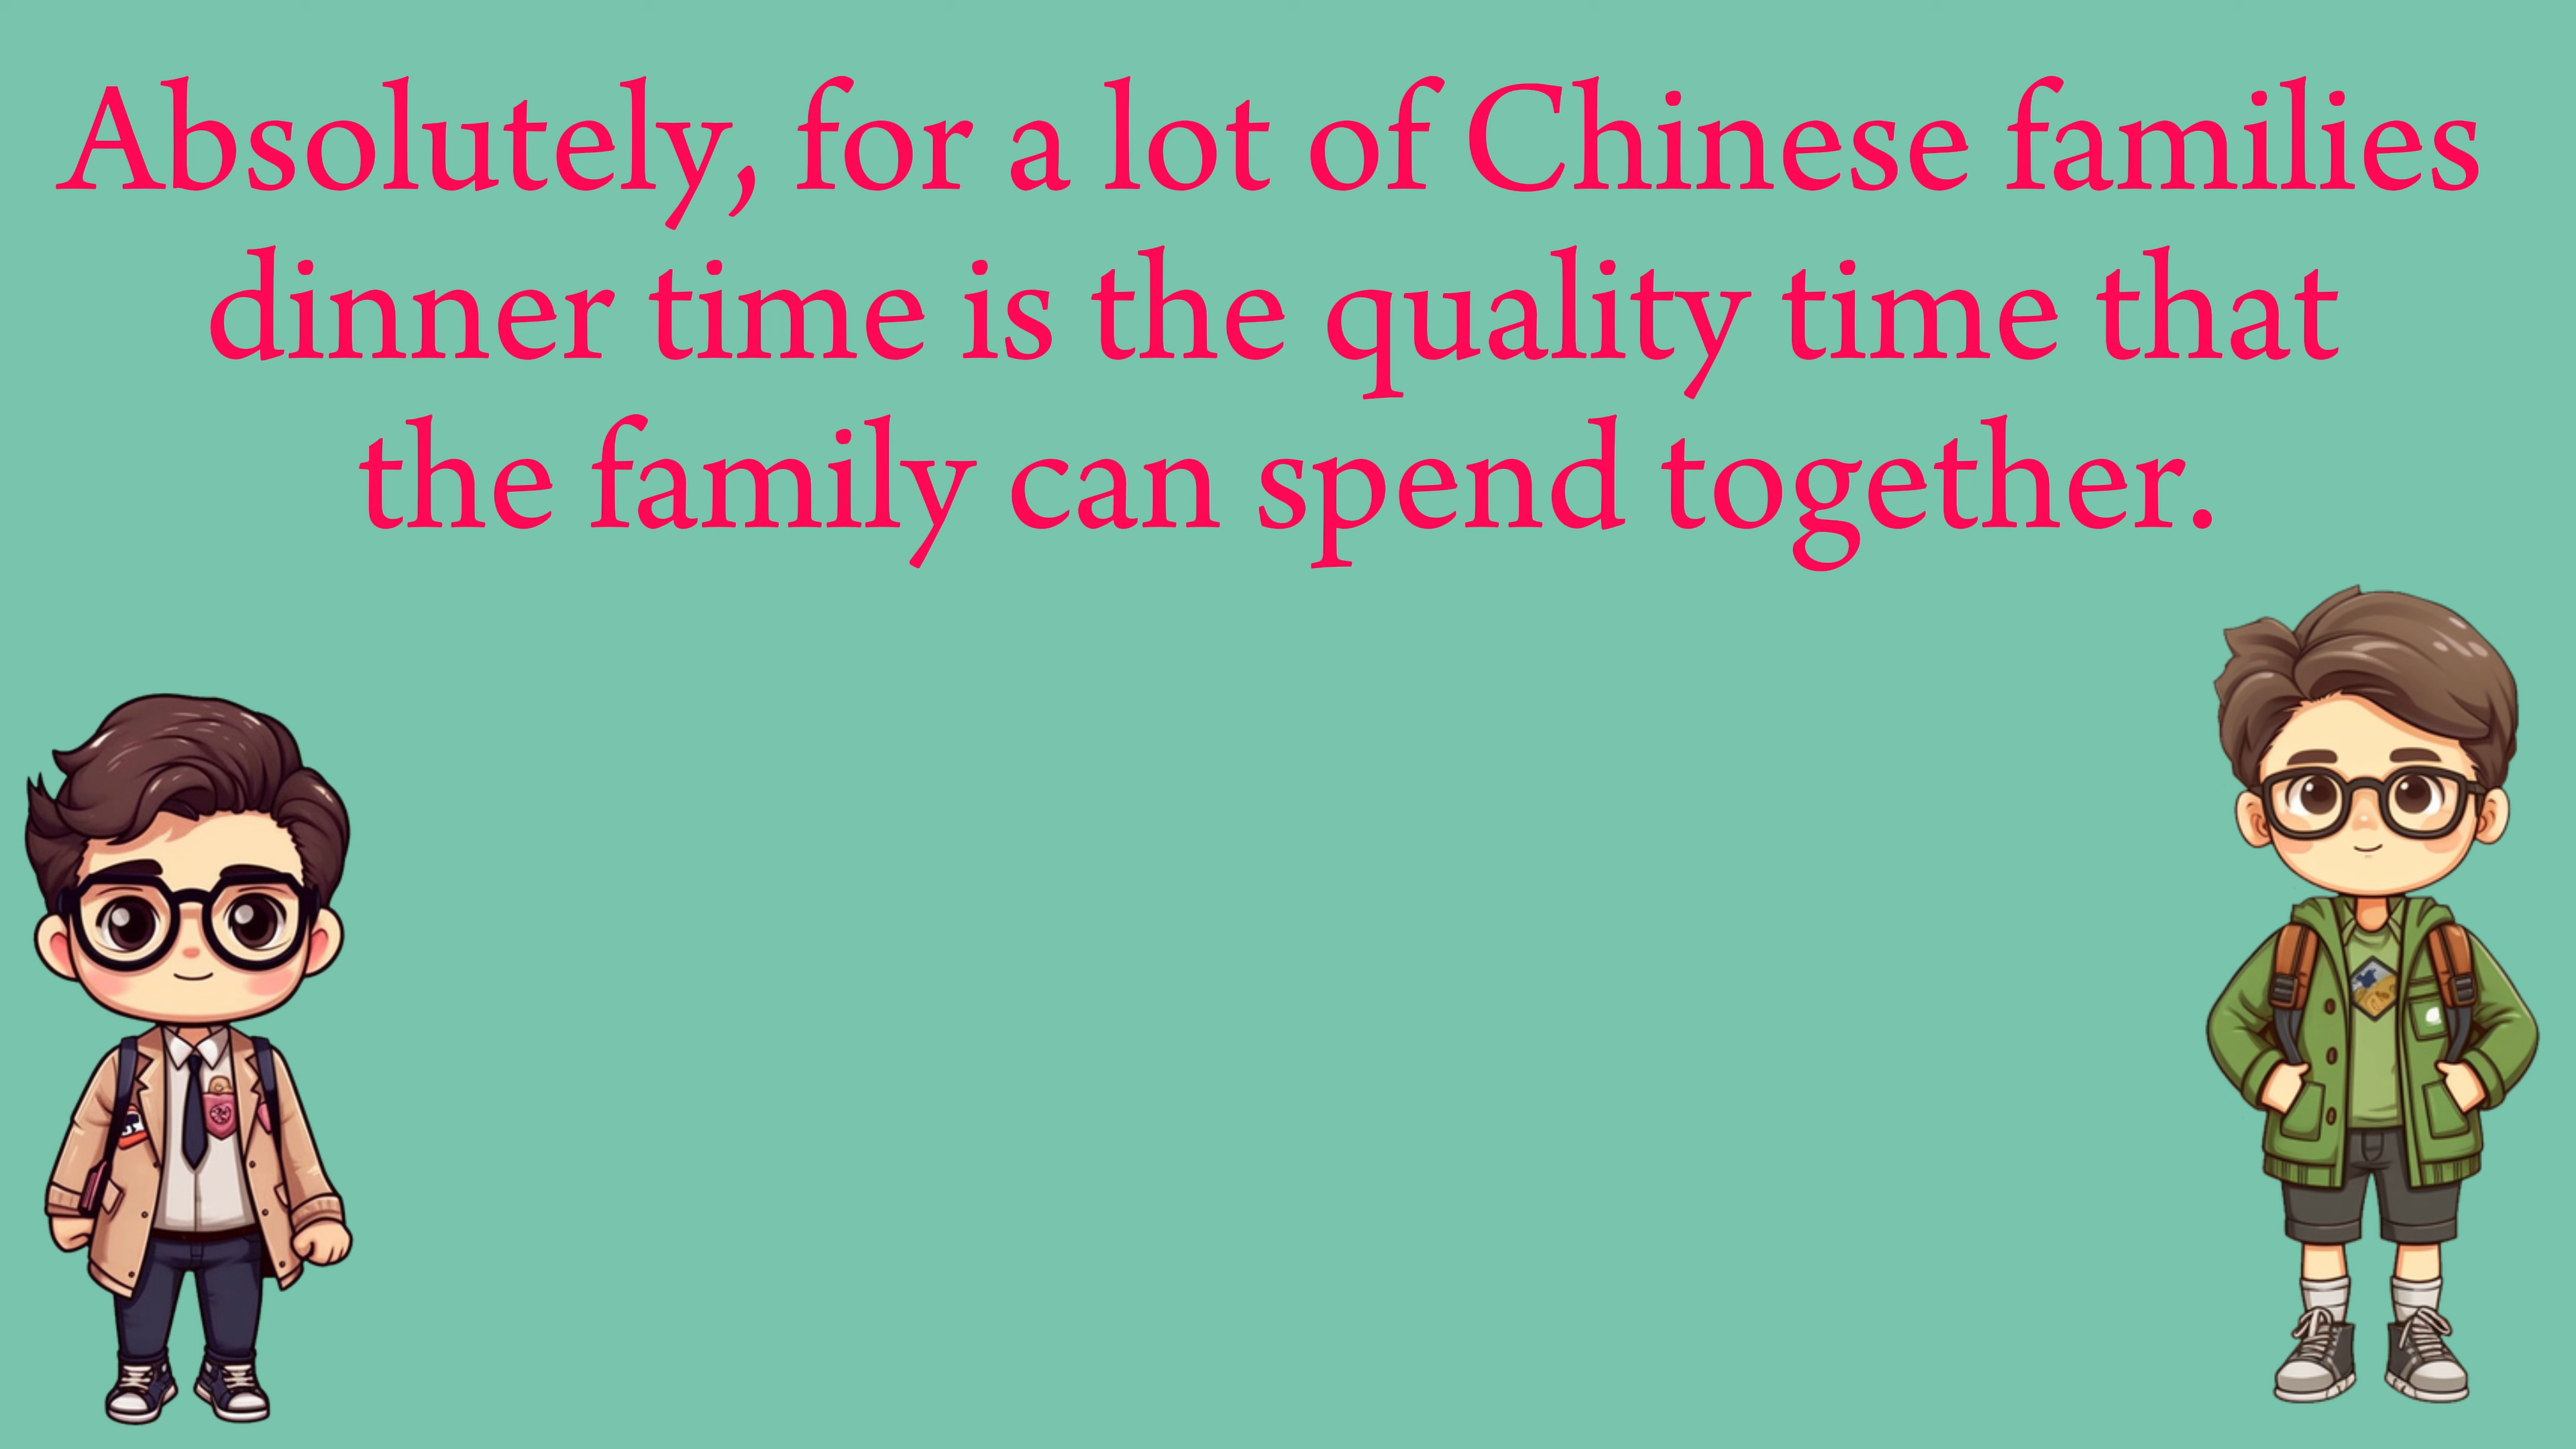 Absolutely, for a lot of Chinese families
dinner time is the quality time that
the family can spend together.